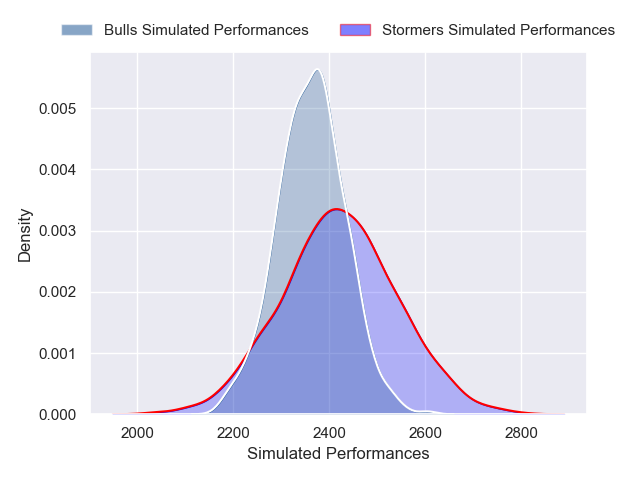 Bulls Simulated Performances Stormers Simulated Performances
0.005
0.004
0.003
0.002
0.001
0.000
Density
2000 2200 2400 2600 2800
Simulated Performances